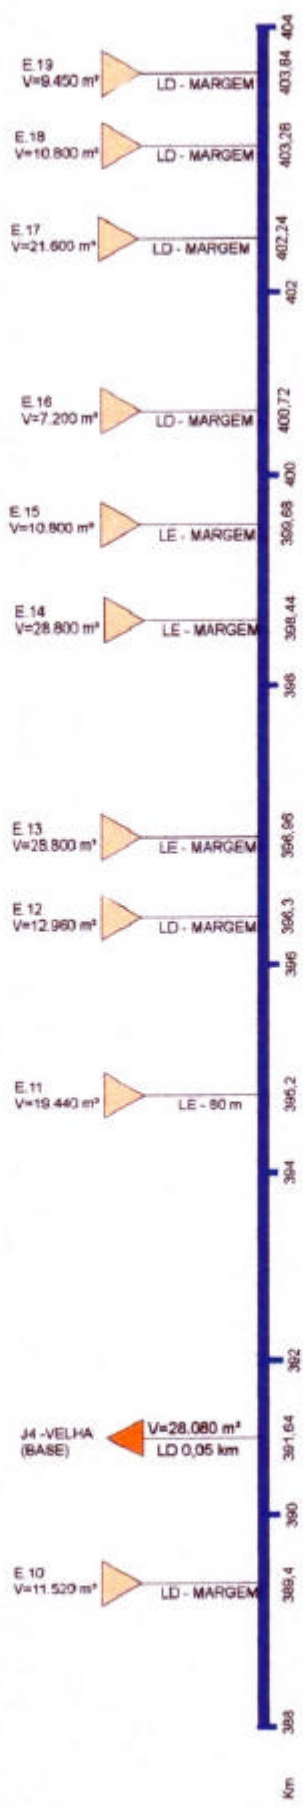 404
E.19
V=9.450 m³
LD - MARGEM
403,84
E.18
V=10.800 m³
LD - MARGEM
403,28
E.17
V=21.600 m³
LD - MARGEM
402,24
402
E.16
V=7.200 m³
LD - MARGEM
400,72
400
E.15
V=10.800 m³
LE - MARGEM
399,68
E.14
V=28.800 m³
LE - MARGEM
398,44
398
E.13
V=28.800 m³
LE - MARGEM
396,96
E.12
V=12.960 m³
LD - MARGEM
396,3
396
E.11
V=19.440 m³
LE - 80 m
395,2
394
392
J4 -VELHA
(BASE)
V=28.080 m³
LD 0,05 km
391,64
390
E.10
V=11.520 m³
LD - MARGEM
389,4
388
Km